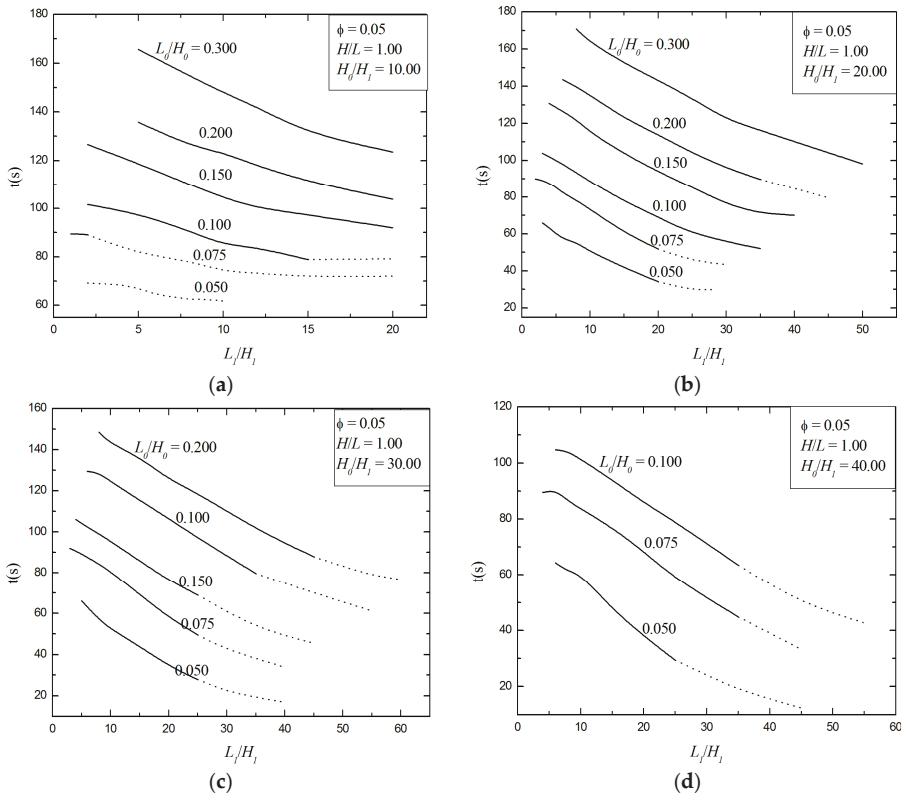 180
160
140
120
100
80
60
t(s)
0 5 10 15 20
L₁/H₁
L₀/H₀ = 0.300
0.200
0.150
0.100
0.075
0.050
ϕ = 0.05
H/L = 1.00
H₀/H₁ = 10.00
(a)
180
160
140
120
100
80
60
40
20
t(s)
0 10 20 30 40 50 60
L₁/H₁
L₀/H₀ = 0.300
0.200
0.150
0.100
0.075
0.050
ϕ = 0.05
H/L = 1.00
H₀/H₁ = 20.00
(b)
160
140
120
100
80
60
40
20
t(s)
0 10 20 30 40 50 60
L₁/H₁
L₀/H₀ = 0.200
0.100
0.150
0.075
0.050
ϕ = 0.05
H/L = 1.00
H₀/H₁ = 30.00
(c)
120
100
80
60
40
20
t(s)
0 10 20 30 40 50 60
L₁/H₁
L₀/H₀ = 0.100
0.075
0.050
ϕ = 0.05
H/L = 1.00
H₀/H₁ = 40.00
(d)